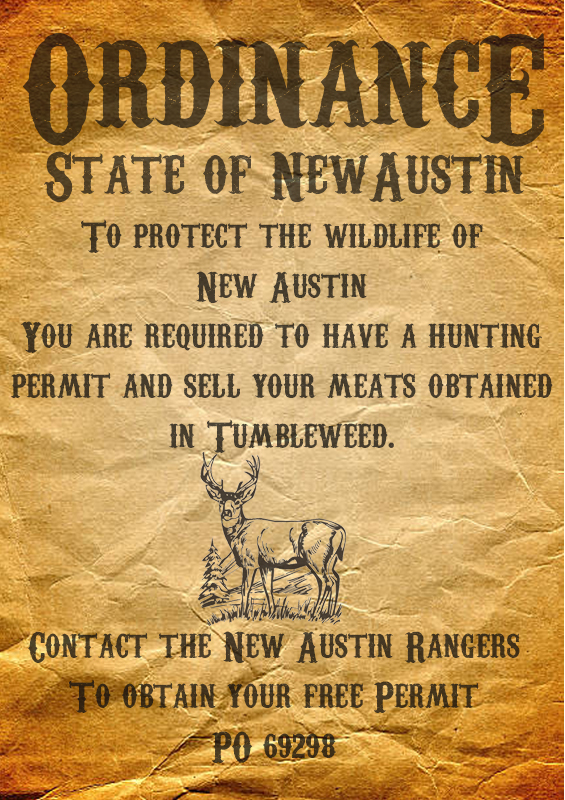 Ordinance
State of NewAustin
To protect the wildlife of
New Austin
You are required to have a hunting
permit and sell your meats obtained
in Tumbleweed.
Contact the New Austin Rangers
To obtain your free Permit
PO 69298